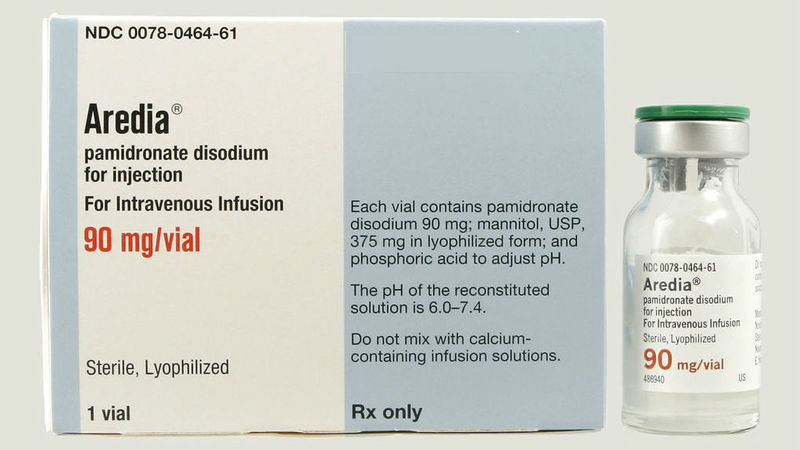 NDC 0078-0464-61
Aredia®
pamidronate disodium
for injection
For Intravenous Infusion
90 mg/vial
Sterile, Lyophilized
1 vial
Each vial contains pamidronate
disodium 90 mg; mannitol, USP,
375 mg in lyophilized form; and
phosphoric acid to adjust pH.
The pH of the reconstituted
solution is 6.0–7.4.
Do not mix with calcium-
containing infusion solutions.
Rx only
NDC 0078-0464-61
Aredia®
pamidronate disodium
for injection
For Intravenous Infusion
Sterile, Lyophilized
90 mg/vial
486940 US